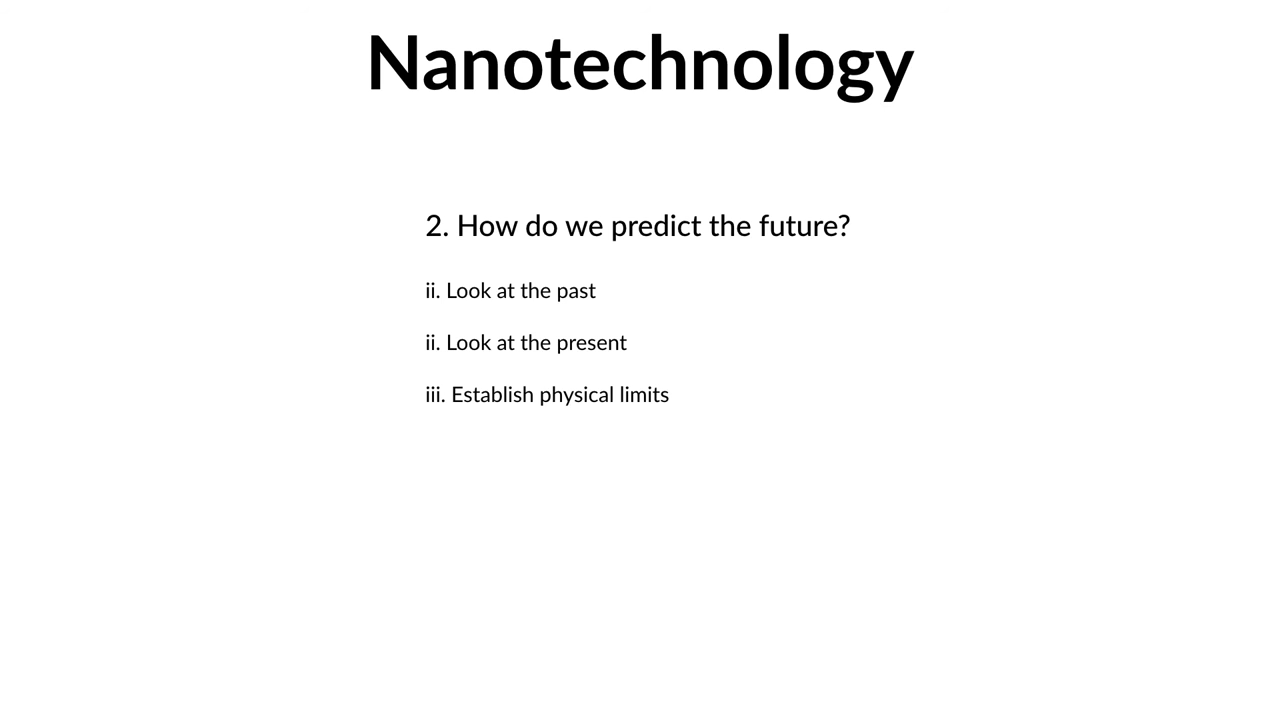 Nanotechnology
2. How do we predict the future?
ii. Look at the past
ii. Look at the present
iii. Establish physical limits